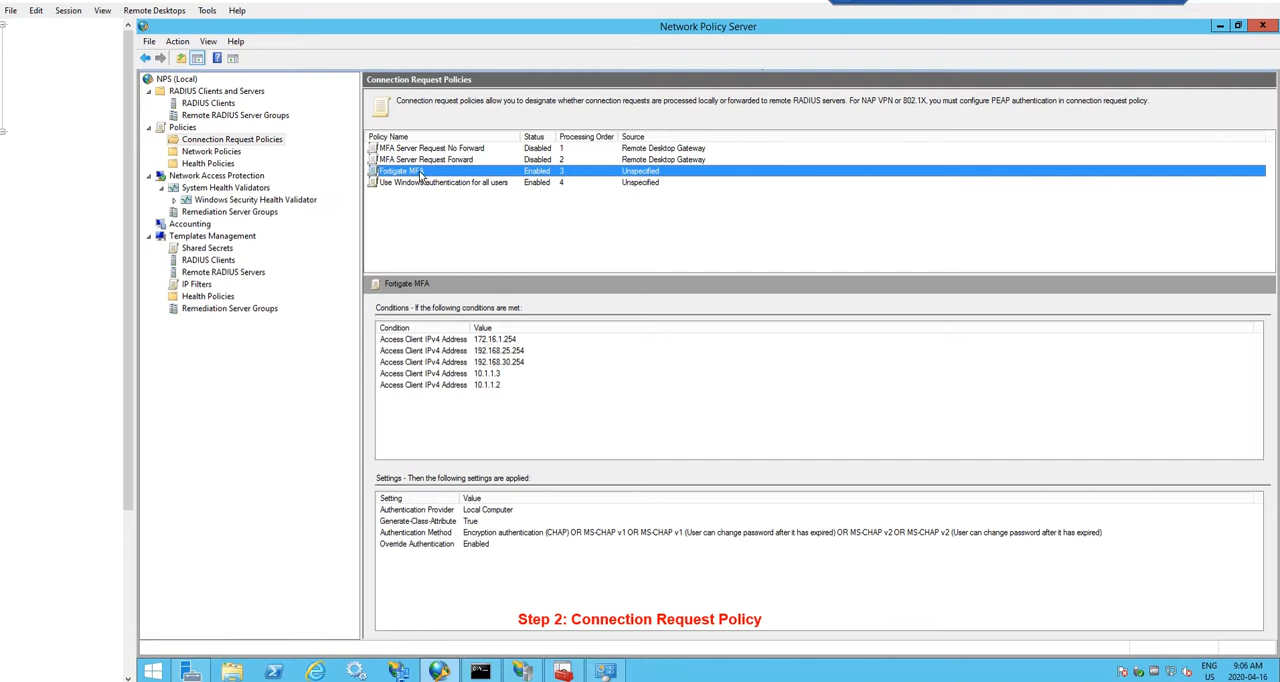 File Edit Session View Remote Desktops Tools Help
Network Policy Server
File Action View Help
NPS (Local)
RADIUS Clients and Servers
RADIUS Clients
Remote RADIUS Server Groups
Policies
Connection Request Policies
Network Policies
Health Policies
Network Access Protection
System Health Validators
Windows Security Health Validator
Remediation Server Groups
Accounting
Templates Management
Shared Secrets
RADIUS Clients
Remote RADIUS Servers
IP Filters
Health Policies
Remediation Server Groups
Connection Request Policies
Connection request policies allow you to designate whether connection requests are processed locally or forwarded to remote RADIUS servers. For NAP VPN or 802.1X, you must configure PEAP authentication in connection request policy.
Policy Name Status Processing Order Source
MFA Server Request No Forward Disabled 1 Remote Desktop Gateway
MFA Server Request Forward Disabled 2 Remote Desktop Gateway
Fortigate MFA Enabled 3 Unspecified
Use Windows authentication for all users Enabled 4 Unspecified
Fortigate MFA
Conditions - If the following conditions are met:
Condition Value
Access Client IPv4 Address 172.16.1.254
Access Client IPv4 Address 192.168.25.254
Access Client IPv4 Address 192.168.30.254
Access Client IPv4 Address 10.1.1.3
Access Client IPv4 Address 10.1.1.2
Settings - Then the following settings are applied:
Setting Value
Authentication Provider Local Computer
Generate-Class-Attribute True
Authentication Method Encryption authentication (CHAP) OR MS-CHAP v1 OR MS-CHAP v1 (User can change password after it has expired) OR MS-CHAP v2 OR MS-CHAP v2 (User can change password after it has expired)
Override Authentication Enabled
Step 2: Connection Request Policy
ENG 9:06 AM
US 2020-04-16